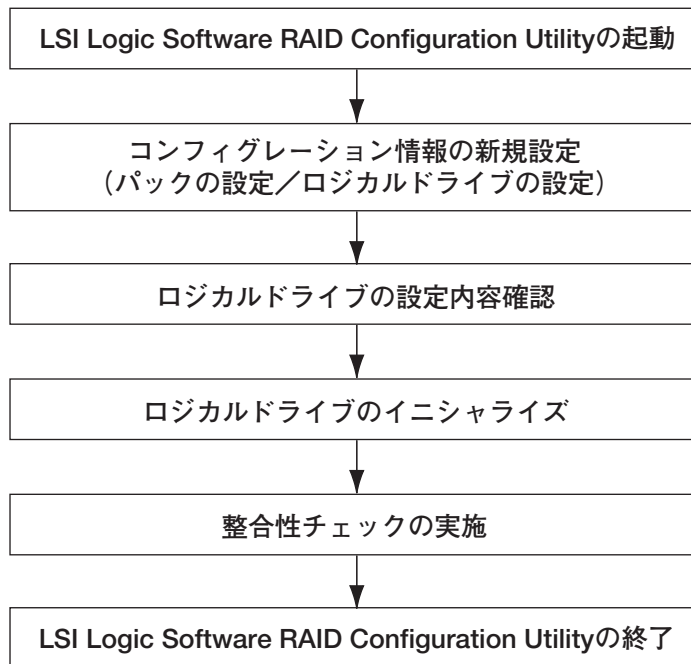 LSI Logic Software RAID Configuration Utilityの起動
コンフィグレーション情報の新規設定
（パックの設定／ロジカルドライブの設定）
ロジカルドライブの設定内容確認
ロジカルドライブのイニシャライズ
整合性チェックの実施
LSI Logic Software RAID Configuration Utilityの終了